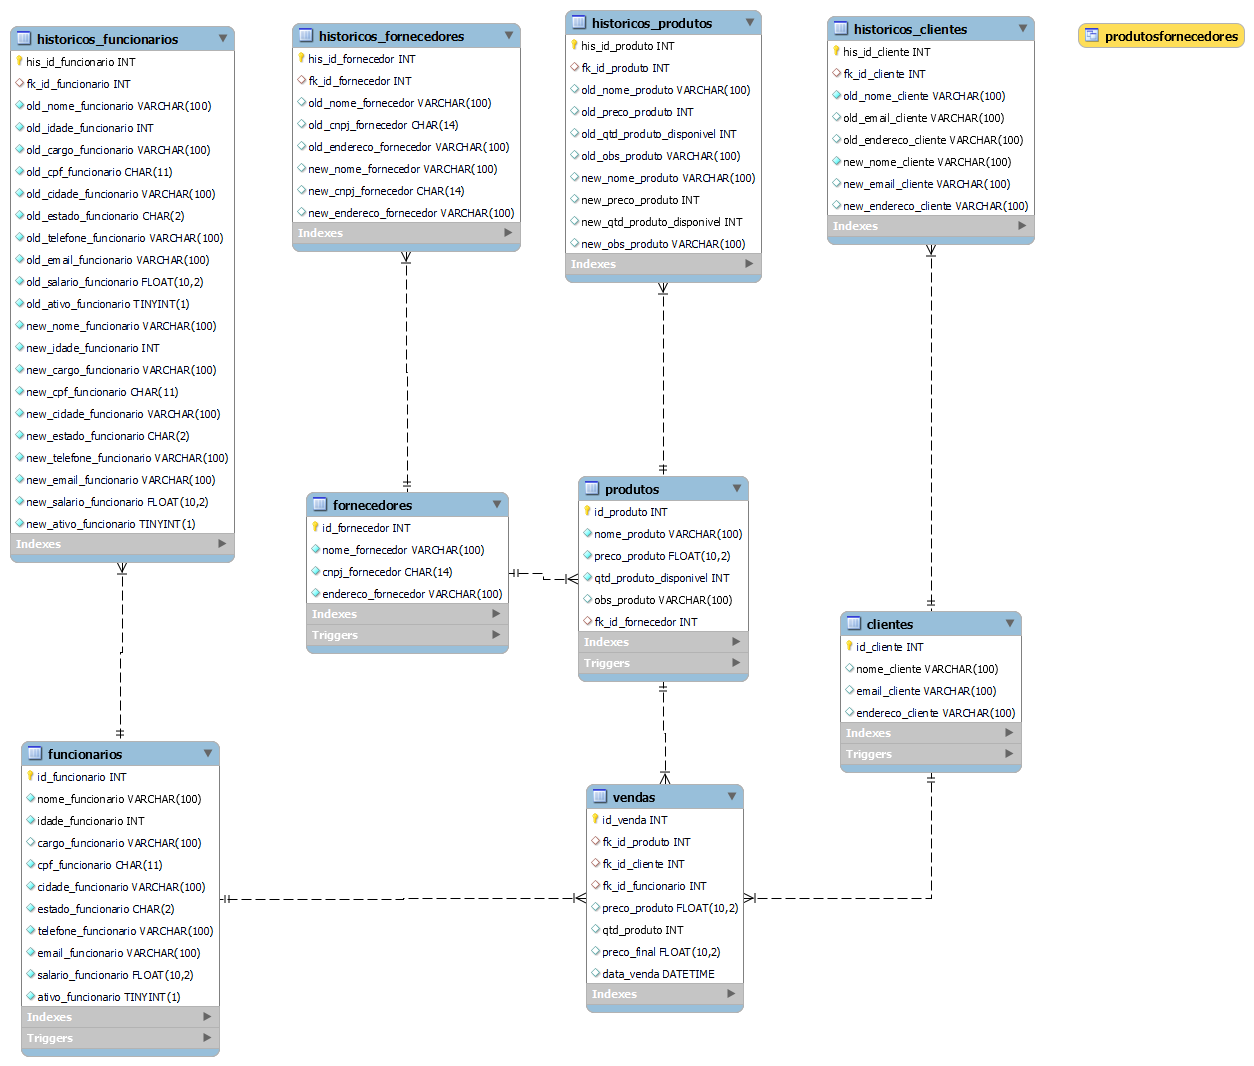 historicos_funcionarios
his_id_funcionario INT
fk_id_funcionario INT
old_nome_funcionario VARCHAR(100)
old_idade_funcionario INT
old_cargo_funcionario VARCHAR(100)
old_cpf_funcionario CHAR(11)
old_cidade_funcionario VARCHAR(100)
old_estado_funcionario CHAR(2)
old_telefone_funcionario VARCHAR(100)
old_email_funcionario VARCHAR(100)
old_salario_funcionario FLOAT(10,2)
old_ativo_funcionario TINYINT(1)
new_nome_funcionario VARCHAR(100)
new_idade_funcionario INT
new_cargo_funcionario VARCHAR(100)
new_cpf_funcionario CHAR(11)
new_cidade_funcionario VARCHAR(100)
new_estado_funcionario CHAR(2)
new_telefone_funcionario VARCHAR(100)
new_email_funcionario VARCHAR(100)
new_salario_funcionario FLOAT(10,2)
new_ativo_funcionario TINYINT(1)
Indexes
historicos_fornecedores
his_id_fornecedor INT
fk_id_fornecedor INT
old_nome_fornecedor VARCHAR(100)
old_cnpj_fornecedor CHAR(14)
old_endereco_fornecedor VARCHAR(100)
new_nome_fornecedor VARCHAR(100)
new_cnpj_fornecedor CHAR(14)
new_endereco_fornecedor VARCHAR(100)
Indexes
historicos_produtos
his_id_produto INT
fk_id_produto INT
old_nome_produto VARCHAR(100)
old_preco_produto INT
old_qtd_produto_disponivel INT
old_obs_produto VARCHAR(100)
new_nome_produto VARCHAR(100)
new_preco_produto INT
new_qtd_produto_disponivel INT
new_obs_produto VARCHAR(100)
Indexes
historicos_clientes
his_id_cliente INT
fk_id_cliente INT
old_nome_cliente VARCHAR(100)
old_email_cliente VARCHAR(100)
old_endereco_cliente VARCHAR(100)
new_nome_cliente VARCHAR(100)
new_email_cliente VARCHAR(100)
new_endereco_cliente VARCHAR(100)
Indexes
produtosfornecedores
fornecedores
id_fornecedor INT
nome_fornecedor VARCHAR(100)
cnpj_fornecedor CHAR(14)
endereco_fornecedor VARCHAR(100)
Indexes
Triggers
produtos
id_produto INT
nome_produto VARCHAR(100)
preco_produto FLOAT(10,2)
qtd_produto_disponivel INT
obs_produto VARCHAR(100)
fk_id_fornecedor INT
Indexes
Triggers
clientes
id_cliente INT
nome_cliente VARCHAR(100)
email_cliente VARCHAR(100)
endereco_cliente VARCHAR(100)
Indexes
Triggers
funcionarios
id_funcionario INT
nome_funcionario VARCHAR(100)
idade_funcionario INT
cargo_funcionario VARCHAR(100)
cpf_funcionario CHAR(11)
cidade_funcionario VARCHAR(100)
estado_funcionario CHAR(2)
telefone_funcionario VARCHAR(100)
email_funcionario VARCHAR(100)
salario_funcionario FLOAT(10,2)
ativo_funcionario TINYINT(1)
Indexes
Triggers
vendas
id_venda INT
fk_id_produto INT
fk_id_cliente INT
fk_id_funcionario INT
preco_produto FLOAT(10,2)
qtd_produto INT
preco_final FLOAT(10,2)
data_venda DATETIME
Indexes